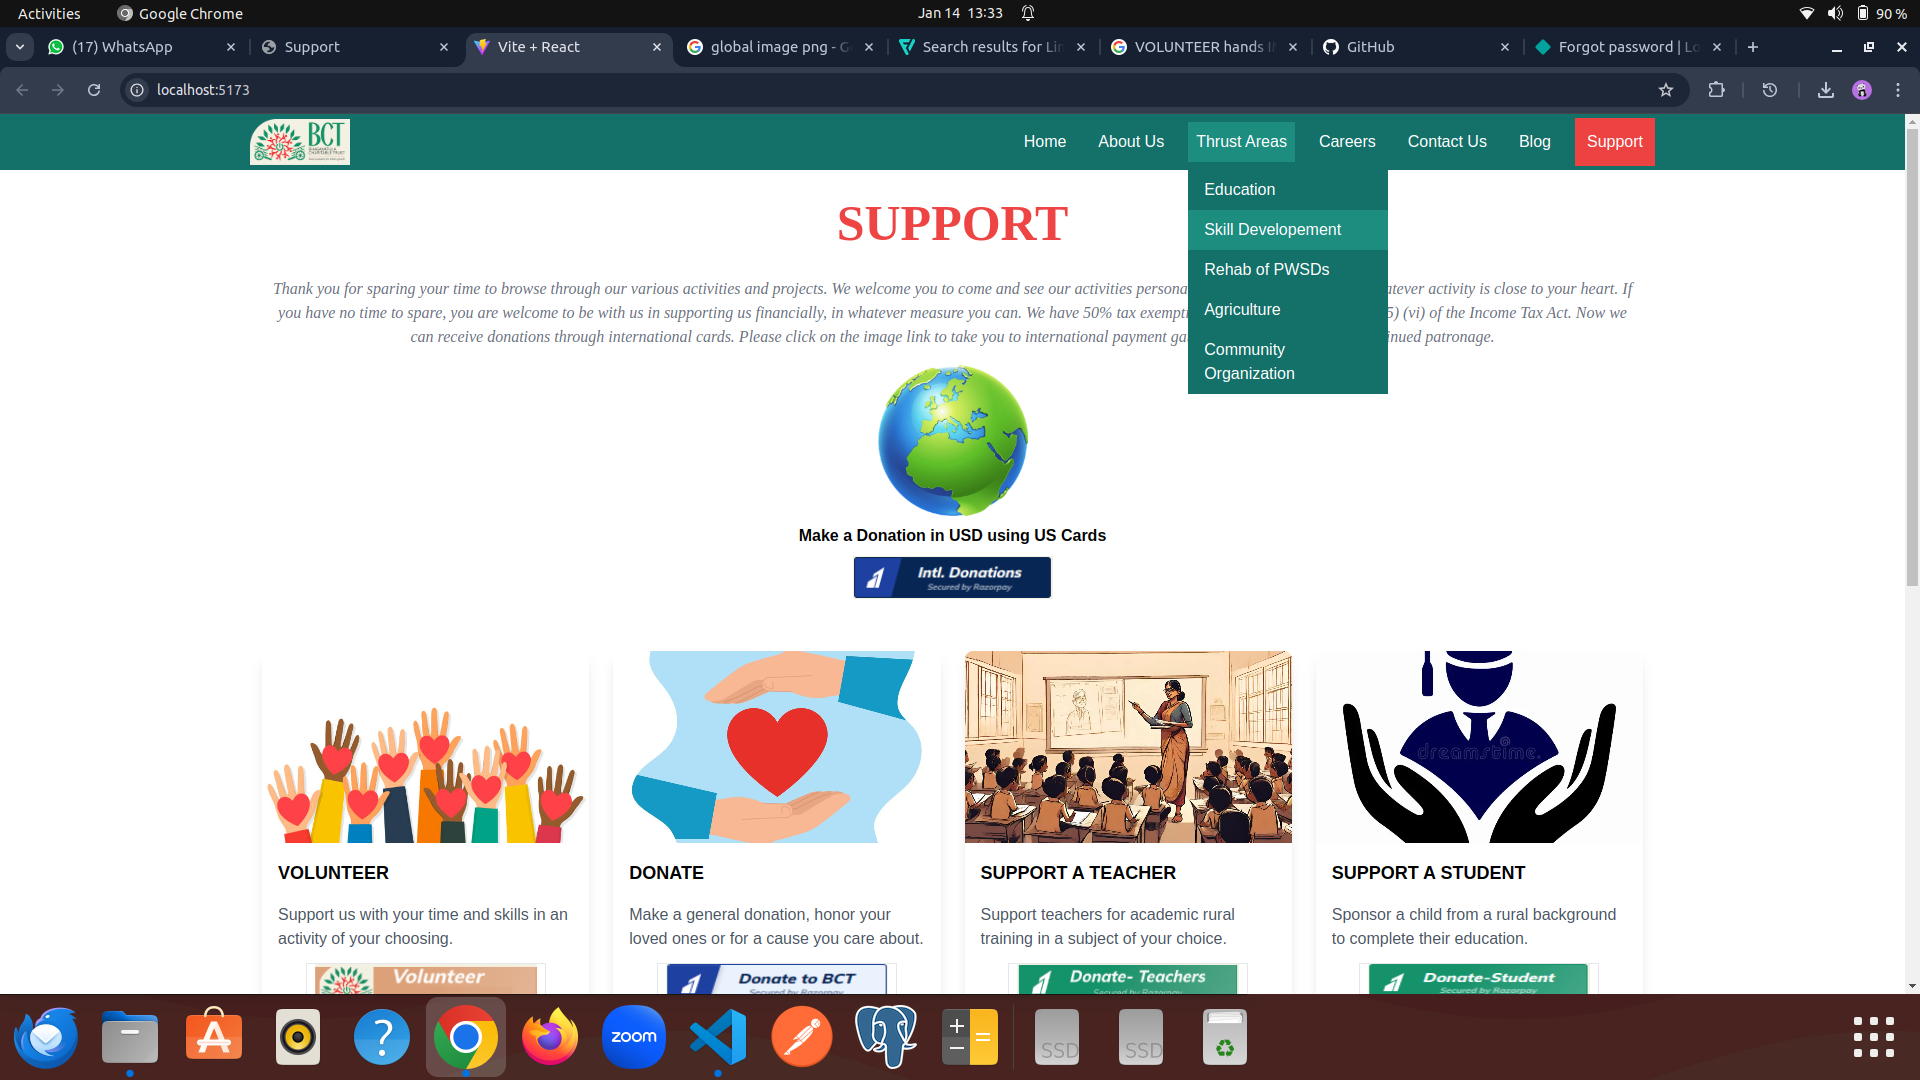 Activities
Google Chrome
Jan 14 13:33
90 %
(17) WhatsApp
Support
Vite + React
global image png - G
Search results for Lin
VOLUNTEER hands I
GitHub
Forgot password | Lo
localhost:5173
BCT
Home
About Us
Thrust Areas
Careers
Contact Us
Blog
Support
Education
Skill Developement
Rehab of PWSDs
Agriculture
Community
Organization
SUPPORT
Thank you for sparing your time to browse through our various activities and projects. We welcome you to come and see our activities persona
tever activity is close to your heart. If
you have no time to spare, you are welcome to be with us in supporting us financially, in whatever measure you can. We have 50% tax exempti
5) (vi) of the Income Tax Act. Now we
can receive donations through international cards. Please click on the image link to take you to international payment ga
inued patronage.
Make a Donation in USD using US Cards
Intl. Donations
Secured by Razorpay
dreamstime.
VOLUNTEER
Support us with your time and skills in an
activity of your choosing.
Volunteer
DONATE
Make a general donation, honor your
loved ones or for a cause you care about.
Donate to BCT
Secured by Razorpay
SUPPORT A TEACHER
Support teachers for academic rural
training in a subject of your choice.
Donate- Teachers
Secured by Razorpay
SUPPORT A STUDENT
Sponsor a child from a rural background
to complete their education.
Donate-Student
Secured by Razorpay
zoom
SSD
SSD